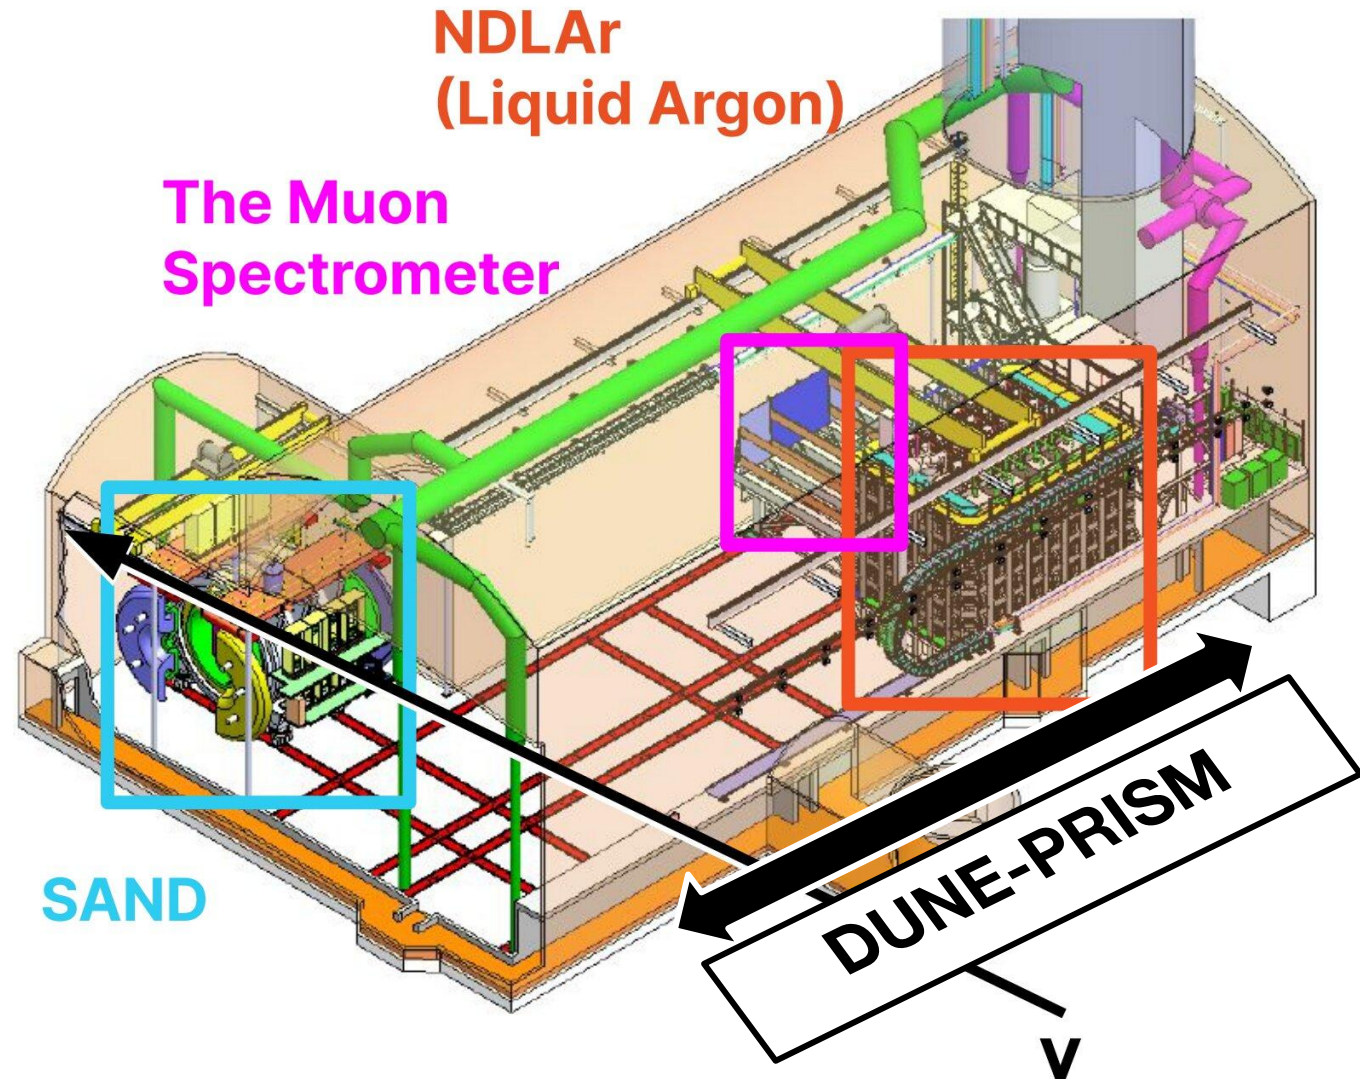 NDLAr
(Liquid Argon)
The Muon
Spectrometer
SAND
DUNE-PRISM
ν